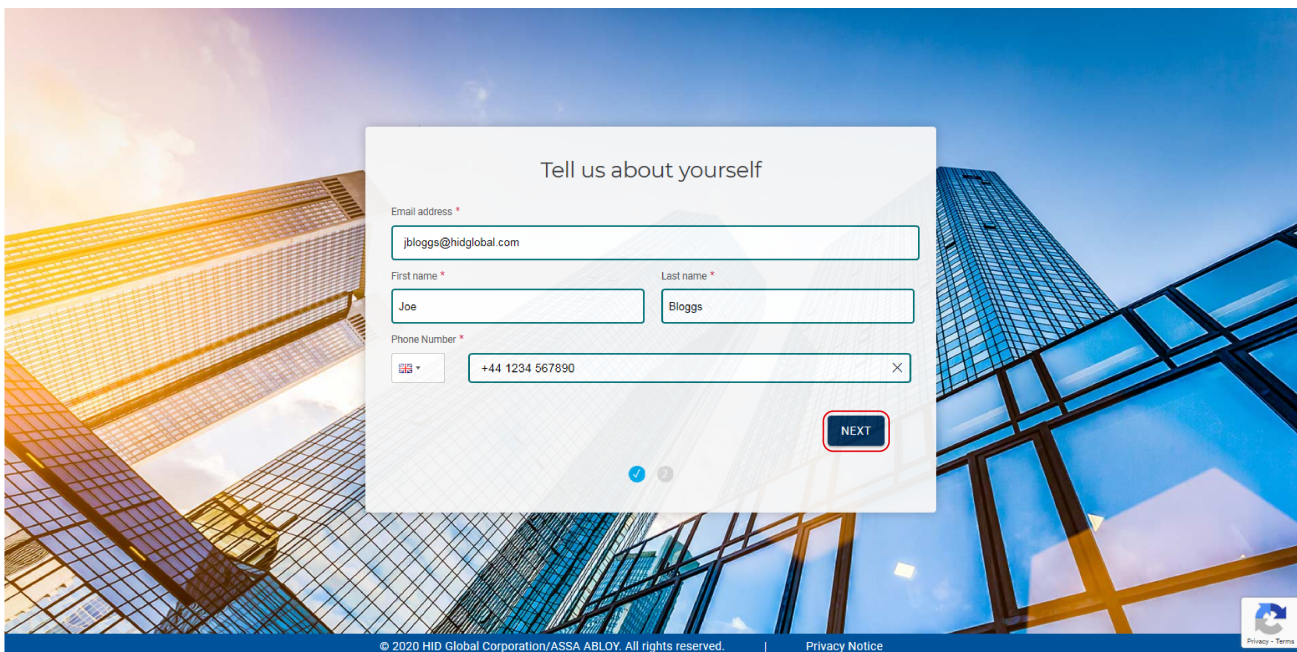 Tell us about yourself
Email address *
jbloggs@hidglobal.com
First name * Last name *
Joe Bloggs
Phone Number *
+44 1234 567890
NEXT
2
© 2020 HID Global Corporation/ASSA ABLOY. All rights reserved. | Privacy Notice
Privacy - Terms